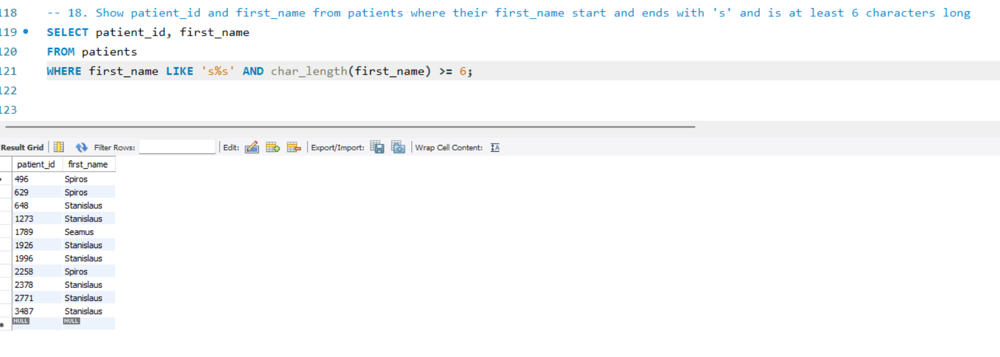 118 -- 18. Show patient_id and first_name from patients where their first_name start and ends with 's' and is at least 6 characters long
119 SELECT patient_id, first_name
120 FROM patients
121 WHERE first_name LIKE 's%s' AND char_length(first_name) >= 6;
122
123
Result Grid Filter Rows: Edit: Export/Import: Wrap Cell Content: IA
patient_id first_name
496 Spiros
629 Spiros
648 Stanislaus
1273 Stanislaus
1789 Seamus
1926 Stanislaus
1996 Stanislaus
2258 Spiros
2378 Stanislaus
2771 Stanislaus
3487 Stanislaus
NULL NULL